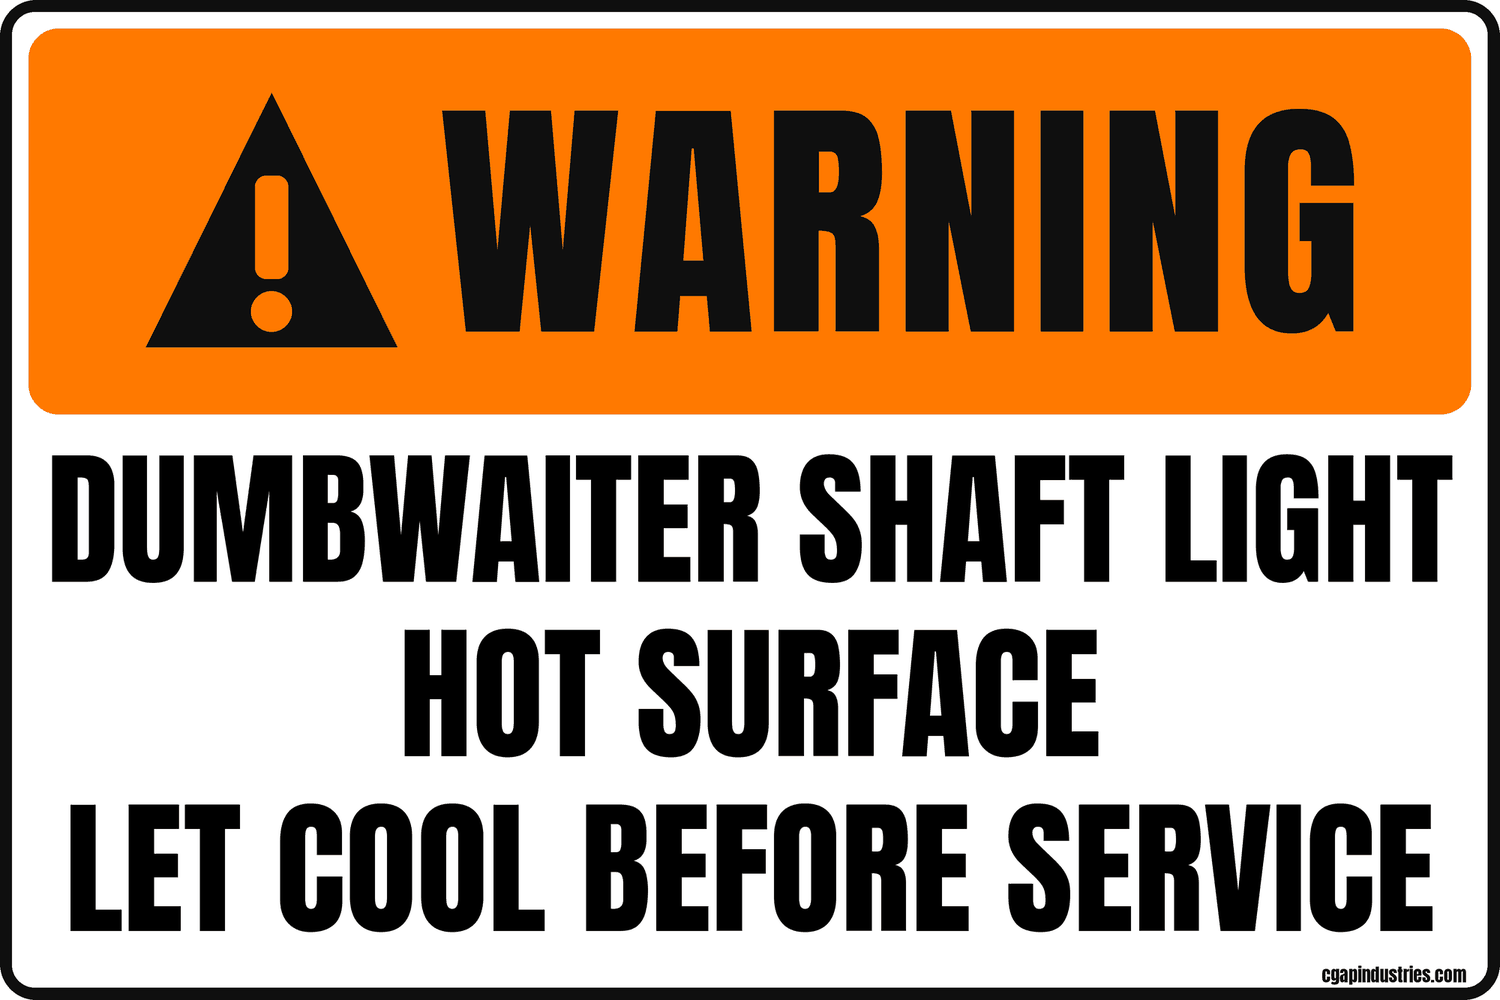 WARNING
DUMBWAITER SHAFT LIGHT
HOT SURFACE
LET COOL BEFORE SERVICE
cgapindustries.com